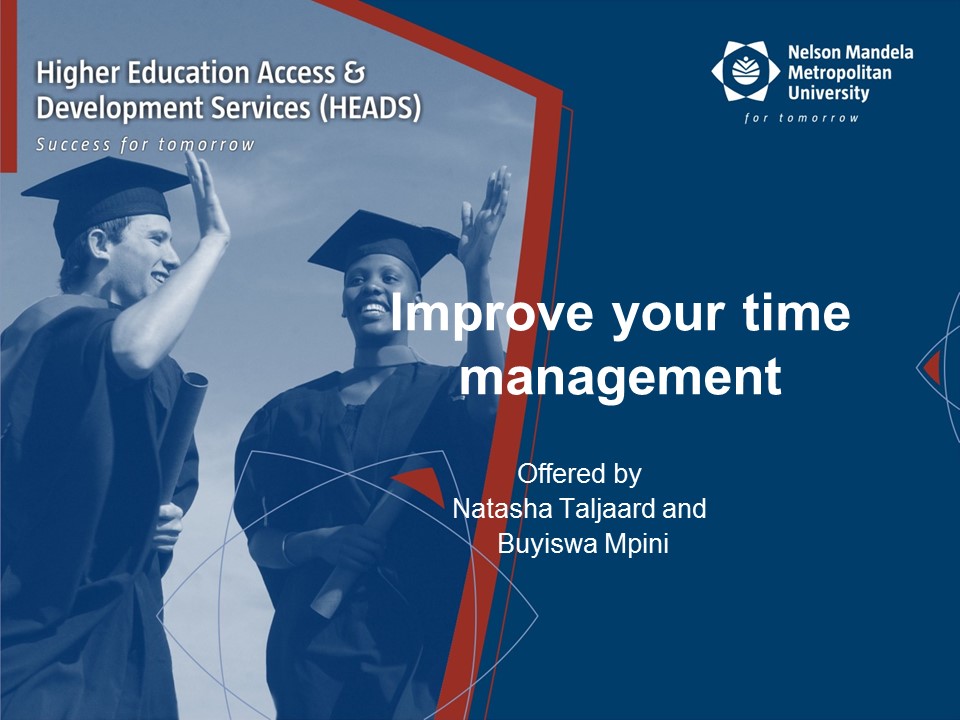 Higher Education Access &
Development Services (HEADS)
Success for tomorrow
Nelson Mandela
Metropolitan
University
for tomorrow
Improve your time
management
Offered by
Natasha Taljaard and
Buyiswa Mpini